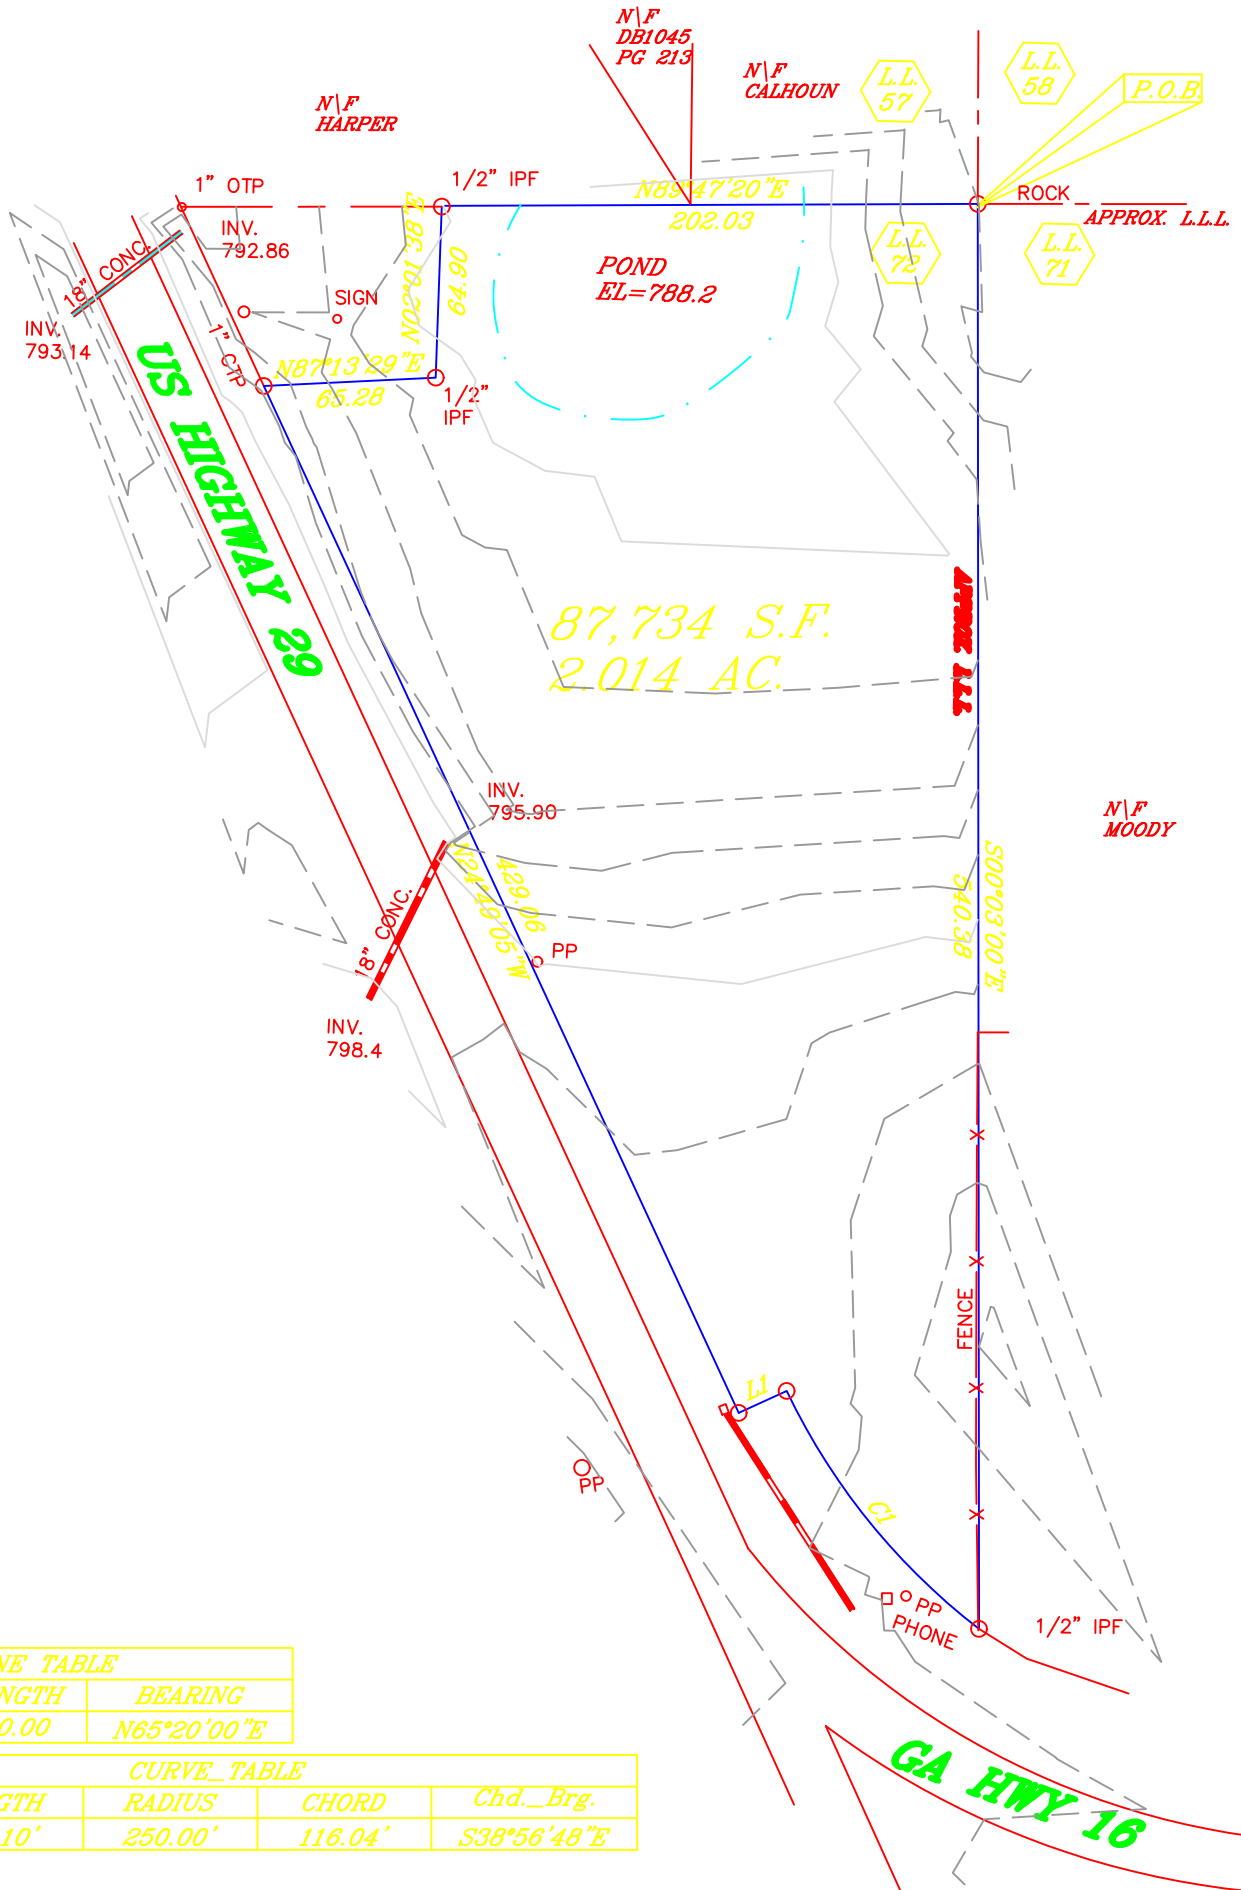 N\F
DB1045
PG 213
N\F
CALHOUN
L.L.
57
L.L.
58
P.O.B.
N\F
HARPER
1" OTP
1/2" IPF
N89°47'20"E
202.03
ROCK
APPROX. L.L.L.
INV.
792.86
18" CONC.
N02°01'38"E
64.90
POND
EL=788.2
L.L.
72
L.L.
71
SIGN
INV.
793.14
1" CTP
N87°13'29"E
65.28
1/2"
IPF
US HIGHWAY 29
87,734 S.F.
2.014 AC.
APPROX L.L.L
INV.
795.90
N\F
MOODY
N24°49'05"W
429.06
S00°03'00"E
540.38
18" CONC.
PP
INV.
798.4
FENCE
L1
C1
PP
PP
PHONE
1/2" IPF
NE TABLE
NGTH BEARING
0.00 N65°20'00"E
CURVE_TABLE
GTH RADIUS CHORD Chd._Brg.
10' 250.00' 116.04' S38°56'48"E
GA HWY 16